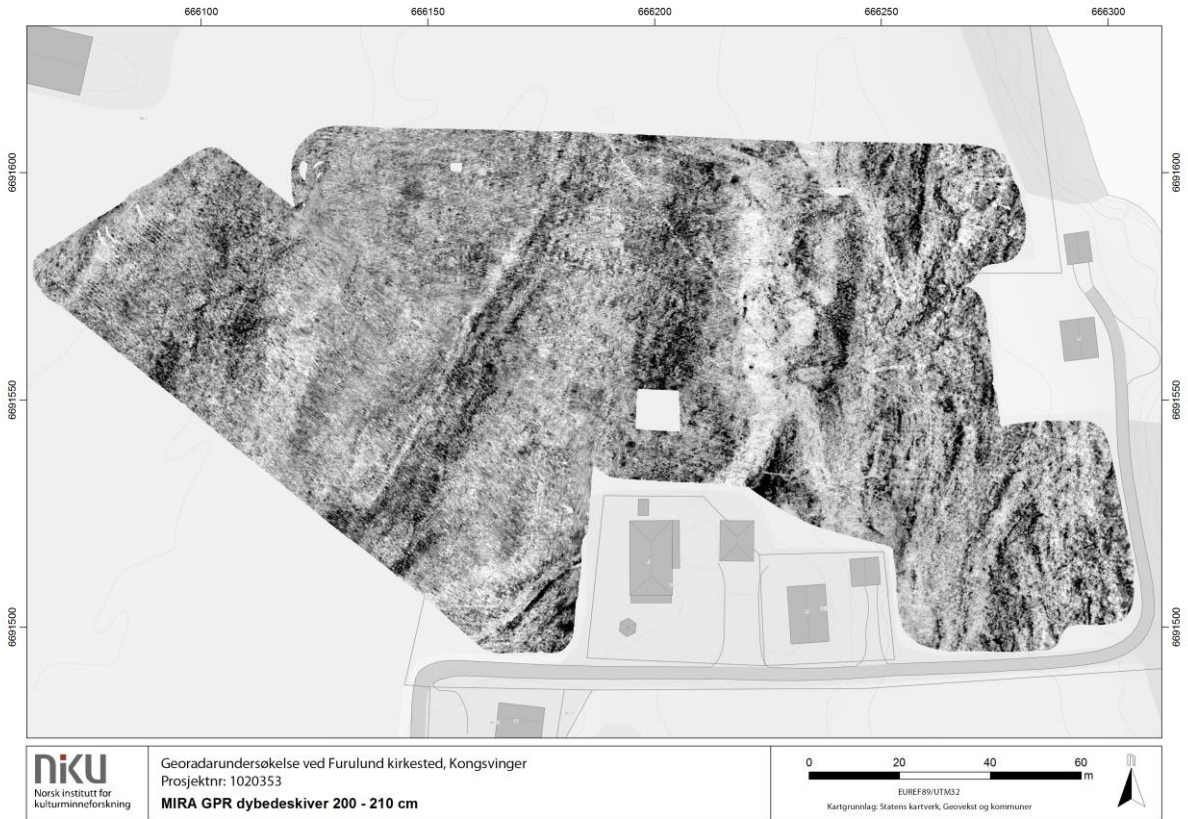 666100 666150 666200 666250 666300
6691600 6691600
6691550 6691550
6691500 6691500
niku
Norsk institutt for
kulturminneforskning
Georadarundersøkelse ved Furulund kirkested, Kongsvinger
Prosjektnr: 1020353
MIRA GPR dybdeskiver 200 - 210 cm
0 20 40 60
m
EUREF89/UTM32
Kartgrunnlag: Statens kartverk, Geovekst og kommuner
n